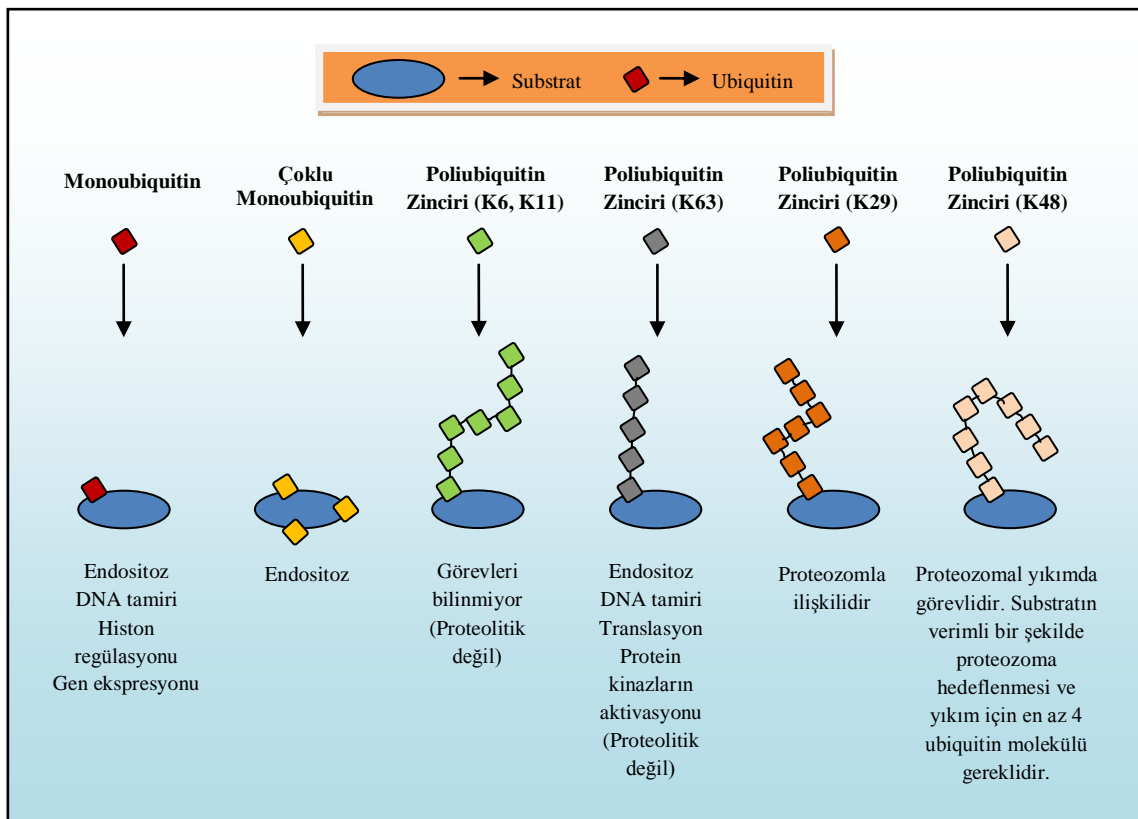 Substrat
Ubiquitin
Monoubiquitin
Çoklu
Monoubiquitin
Poliubiquitin
Zinciri (K6, K11)
Poliubiquitin
Zinciri (K63)
Poliubiquitin
Zinciri (K29)
Poliubiquitin
Zinciri (K48)
Endositoz
DNA tamiri
Histon
regülasyonu
Gen ekspresyonu
Endositoz
Görevleri
bilinmiyor
(Proteolitik
değil)
Endositoz
DNA tamiri
Translasyon
Protein
kinazların
aktivasyonu
(Proteolitik
değil)
Proteozomla
ilişkilidir
Proteozomal yıkımda
görevlidir. Substratın
verimli bir şekilde
proteozoma
hedeflenmesi ve
yıkım için en az 4
ubiquitin molekülü
gereklidir.